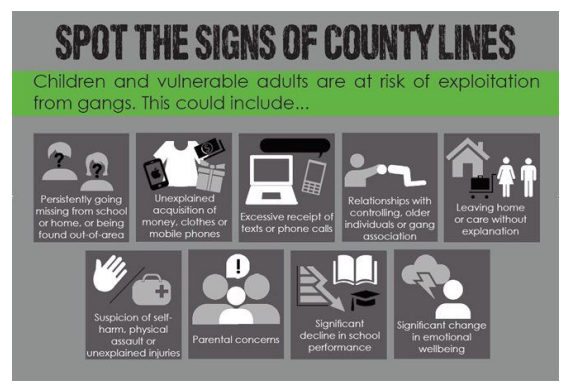 SPOT THE SIGNS OF COUNTY LINES
Children and vulnerable adults are at risk of exploitation
from gangs. This could include...
? ?
Persistently going
missing from school
or home, or being
found out-of-area
Unexplained
acquisition of
money, clothes or
mobile phones
Excessive receipt of
texts or phone calls
Relationships with
controlling, older
individuals or gang
association
Leaving home
or care without
explanation
Suspicion of self-
harm, physical
assault or
unexplained injuries
!
Parental concerns
Significant
decline in school
performance
Significant change
in emotional
wellbeing